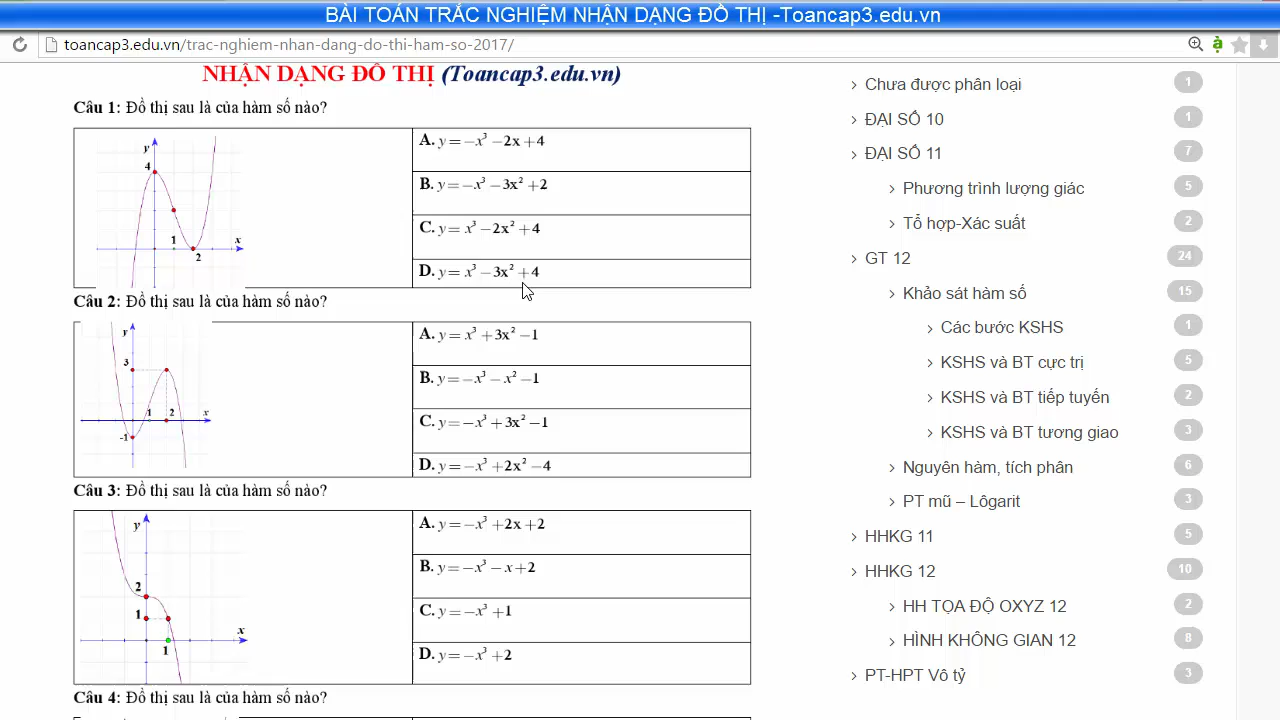 BÀI TOÁN TRẮC NGHIỆM NHẬN DẠNG ĐỒ THỊ -Toancap3.edu.vn
toancap3.edu.vn/trac-nghiem-nhan-dang-do-thi-ham-so-2017/
NHẬN DẠNG ĐỒ THỊ (Toancap3.edu.vn)
Câu 1: Đồ thị sau là của hàm số nào?
y
4
1
2
x
A. y = −x³ −2x +4
B. y = −x³ −3x² +2
C. y = x³ −2x² +4
D. y = x³ −3x² +4
Câu 2: Đồ thị sau là của hàm số nào?
y
3
1
2
x
-1
A. y = x³ +3x² −1
B. y = −x³ −x² −1
C. y = −x³ +3x² −1
D. y = −x³ +2x² −4
Câu 3: Đồ thị sau là của hàm số nào?
y
2
1
x
1
A. y = −x³ +2x +2
B. y = −x³ −x +2
C. y = −x³ +1
D. y = −x³ +2
Câu 4: Đồ thị sau là của hàm số nào?
Chưa được phân loại 1
ĐẠI SỐ 10 1
ĐẠI SỐ 11 7
Phương trình lượng giác 5
Tổ hợp-Xác suất 2
GT 12 24
Khảo sát hàm số 15
Các bước KSHS 1
KSHS và BT cực trị 5
KSHS và BT tiếp tuyến 2
KSHS và BT tương giao 3
Nguyên hàm, tích phân 6
PT mũ – Lôgarit 3
HHKG 11 5
HHKG 12 10
HH TỌA ĐỘ OXYZ 12 2
HÌNH KHÔNG GIAN 12 8
PT-HPT Vô tỷ 3